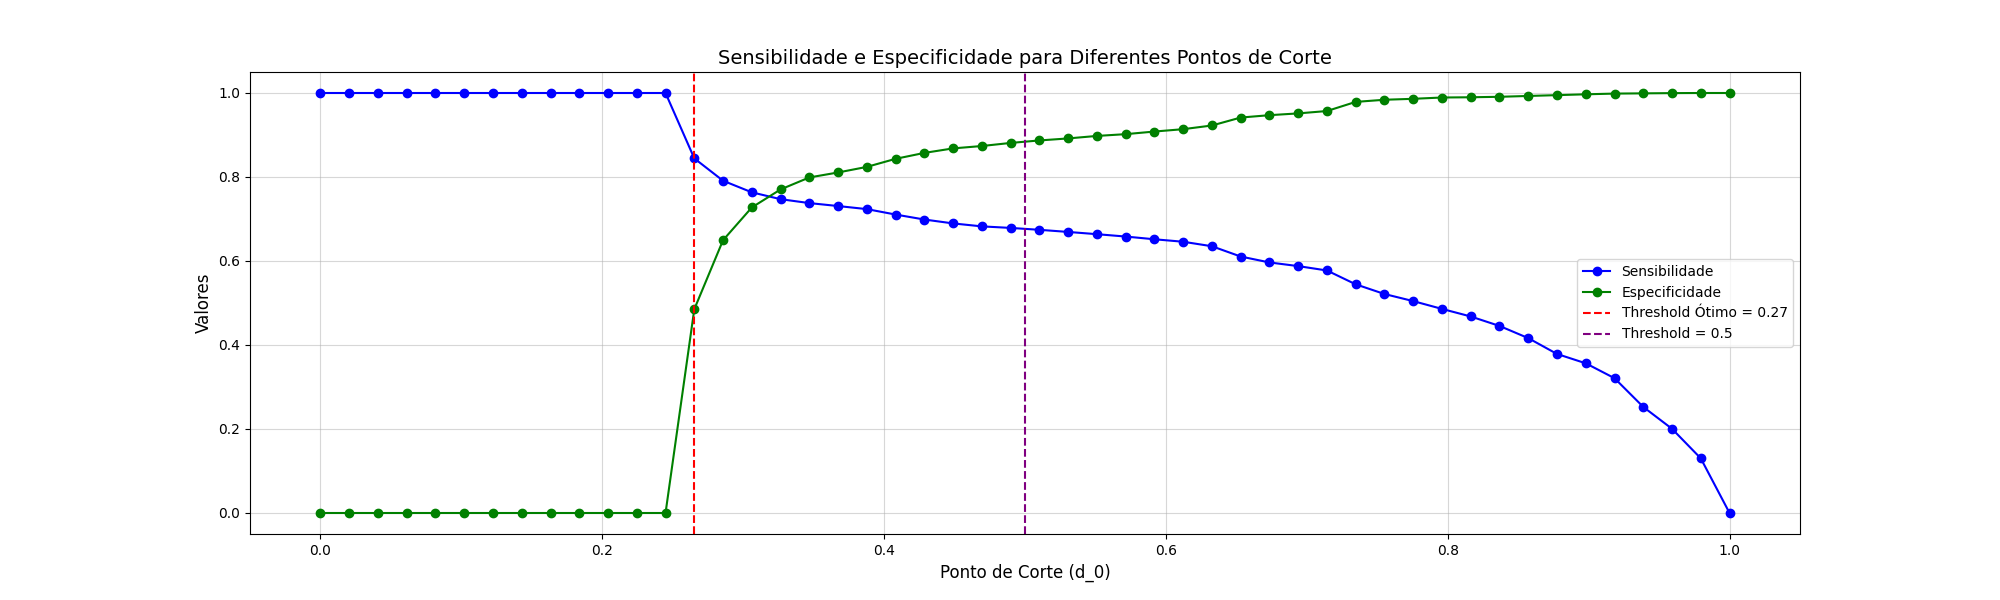 Sensibilidade e Especificidade para Diferentes Pontos de Corte
Valores
1.0
0.8
0.6
0.4
0.2
0.0
Sensibilidade
Especificidade
Threshold Ótimo = 0.27
Threshold = 0.5
0.0 0.2 0.4 0.6 0.8 1.0
Ponto de Corte (d_0)